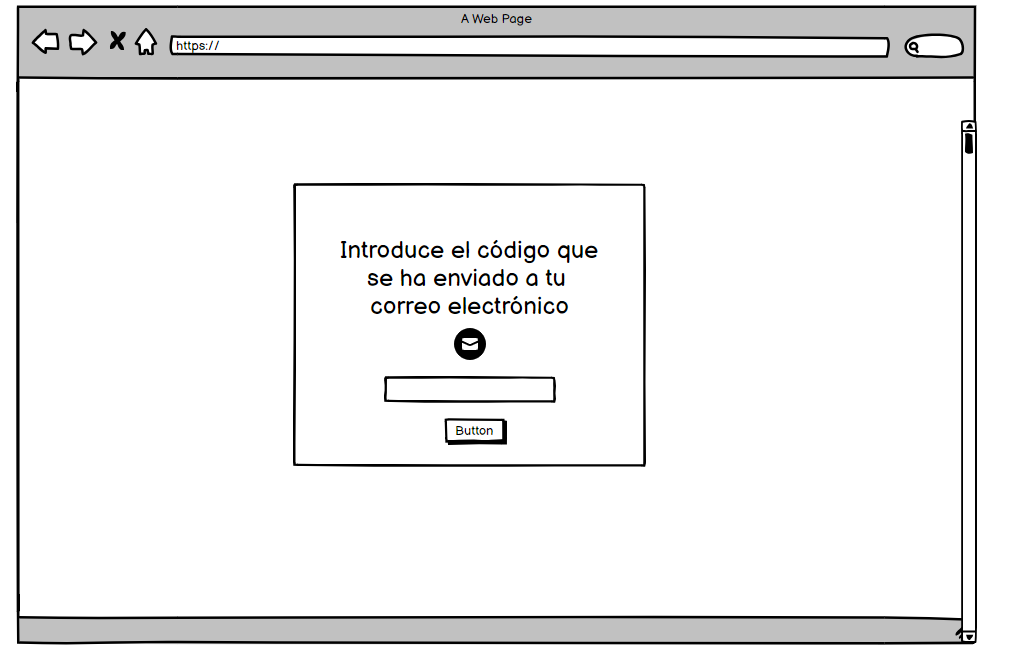 A Web Page
https://
Introduce el código que
se ha enviado a tu
correo electrónico
Button